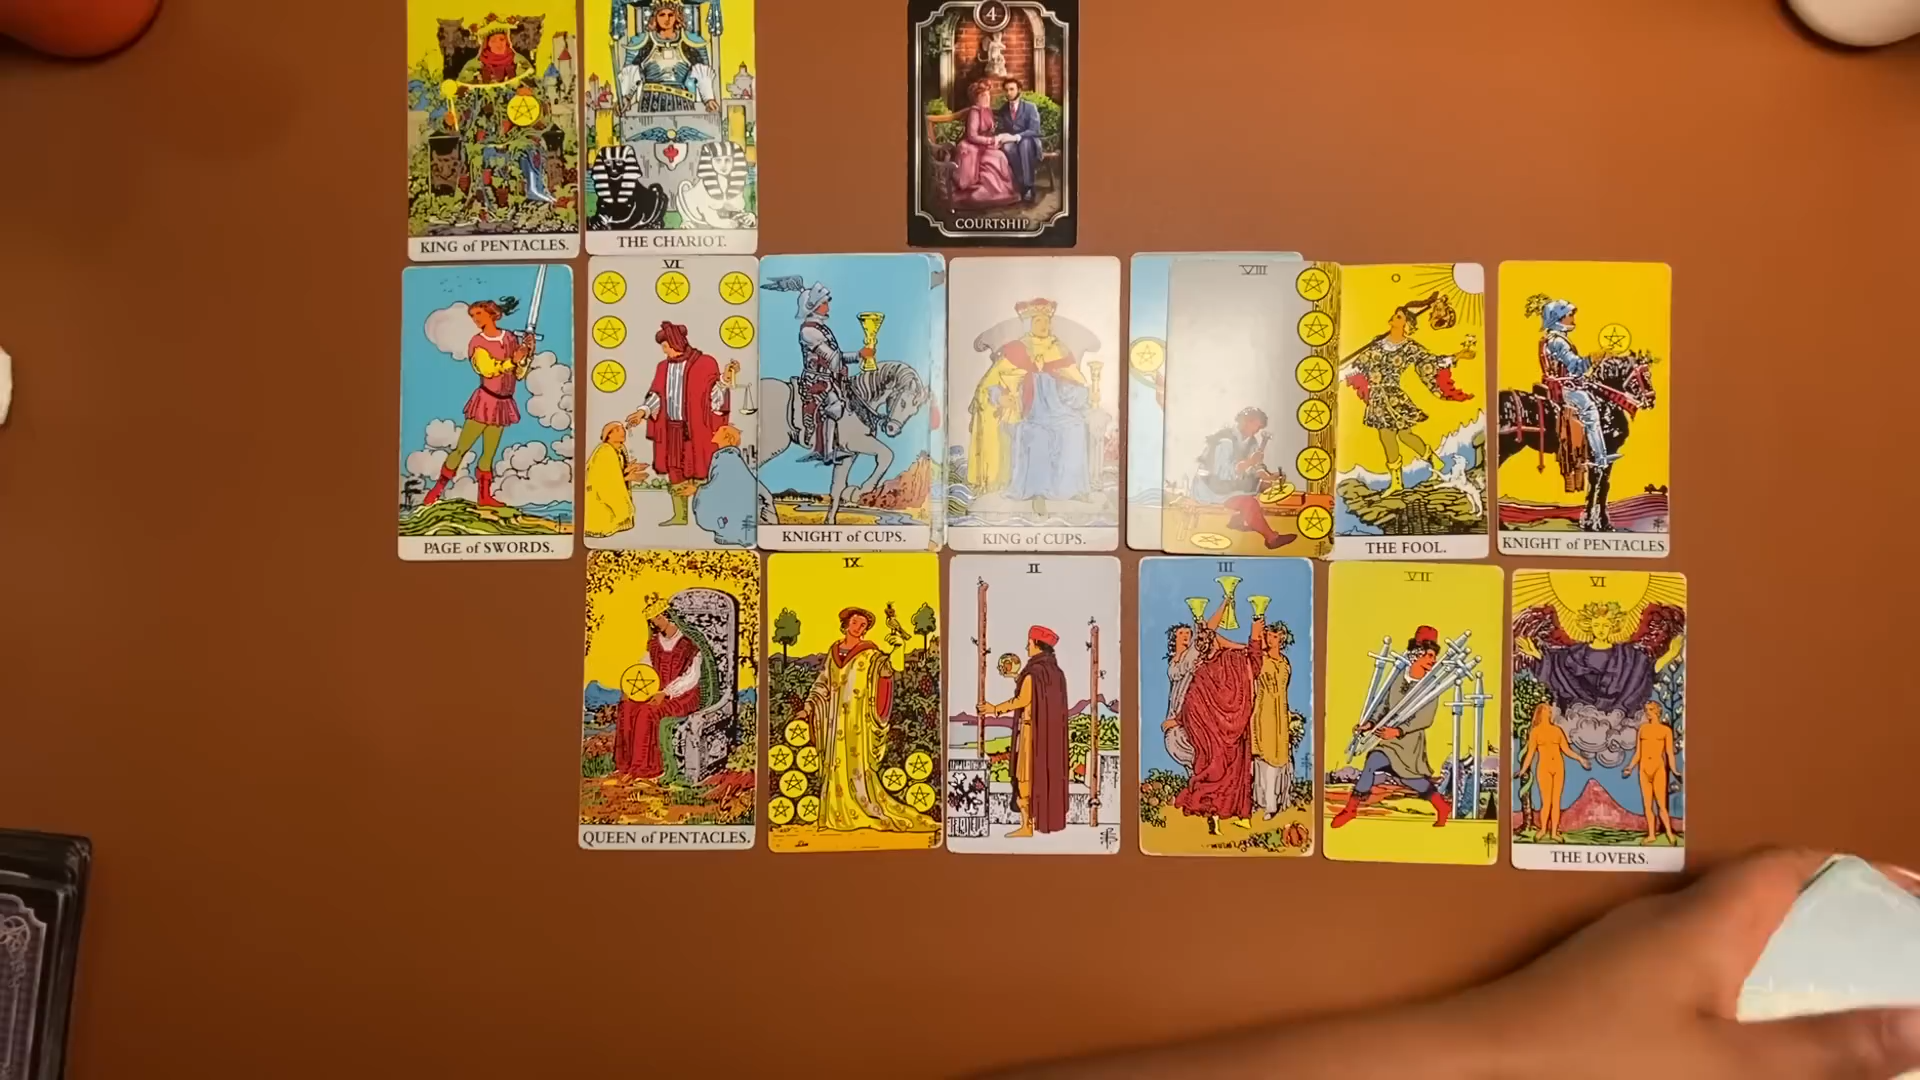 4
KING of PENTACLES.
THE CHARIOT.
COURTSHIP
VI
VIII
0
PAGE of SWORDS.
KNIGHT of CUPS.
KING of CUPS.
THE FOOL.
KNIGHT of PENTACLES
IX
II
III
VII
VI
QUEEN of PENTACLES.
THE LOVERS.